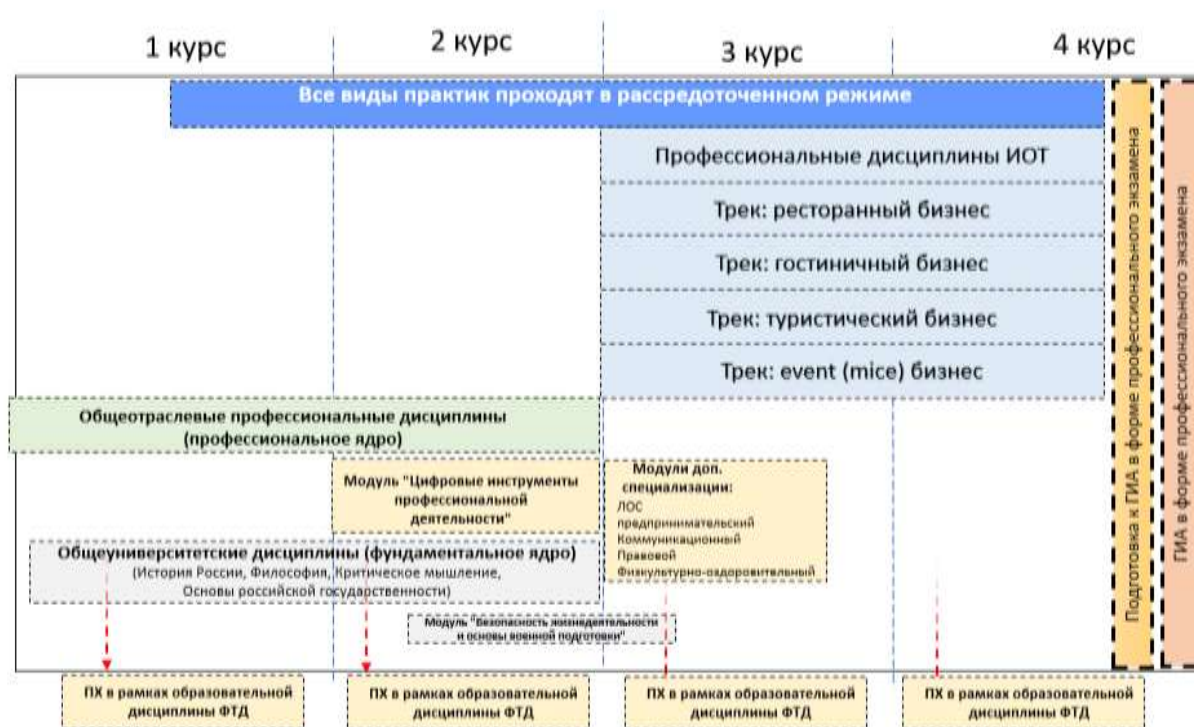 1 курс
2 курс
3 курс
4 курс
Все виды практик проходят в рассредоточенном режиме
Профессиональные дисциплины ИОТ
Трек: ресторанный бизнес
Трек: гостиничный бизнес
Трек: туристический бизнес
Трек: event (mice) бизнес
Общеотраслевые профессиональные дисциплины
(профессиональное ядро)
Модуль "Цифровые инструменты
профессиональной
деятельности"
Модули доп.
специализации:
ЛОС
предпринимательский
Коммуникационный
Правовой
Физкультурно-оздоровительный
Общеуниверситетские дисциплины (фундаментальное ядро)
(История России, Философия, Критическое мышление,
Основы российской государственности)
Модуль "Безопасность жизнедеятельности
и основы военной подготовки"
Подготовка к ГИА в форме профессионального экзамена
ГИА в форме профессионального экзамена
ПХ в рамках образовательной
дисциплины ФТД
ПХ в рамках образовательной
дисциплины ФТД
ПХ в рамках образовательной
дисциплины ФТД
ПХ в рамках образовательной
дисциплины ФТД